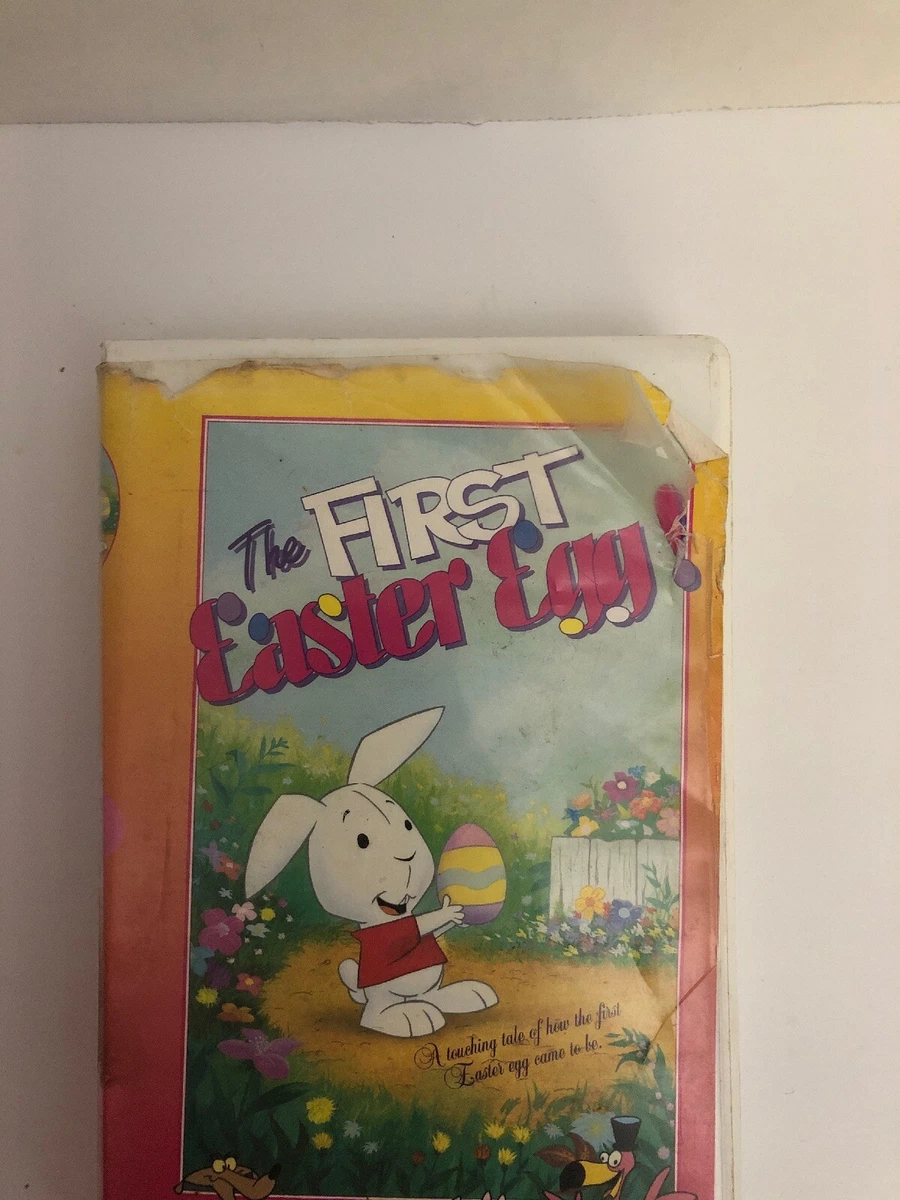 The FIRST
Easter Egg
A touching tale of how the first
Easter egg came to be.